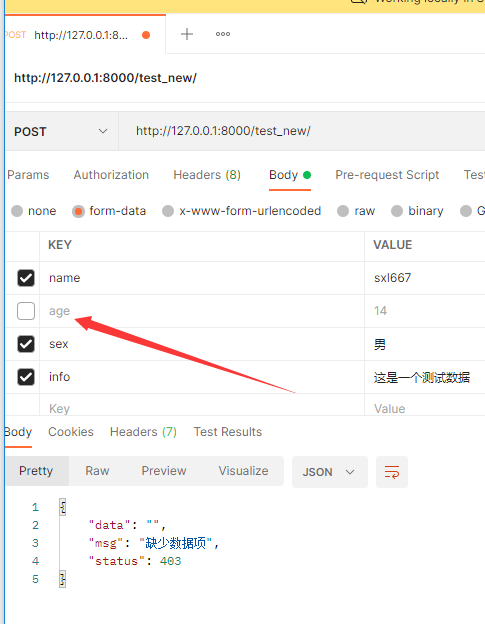 Working locally in S
POST http://127.0.0.1:8...
http://127.0.0.1:8000/test_new/
POST http://127.0.0.1:8000/test_new/
Params Authorization Headers (8) Body Pre-request Script Test
none form-data x-www-form-urlencoded raw binary G
KEY VALUE
name sxl667
age 14
sex 男
info 这是一个测试数据
Key Value
Body Cookies Headers (7) Test Results
Pretty Raw Preview Visualize JSON
1 {
2 "data": "",
3 "msg": "缺少数据项",
4 "status": 403
5 }